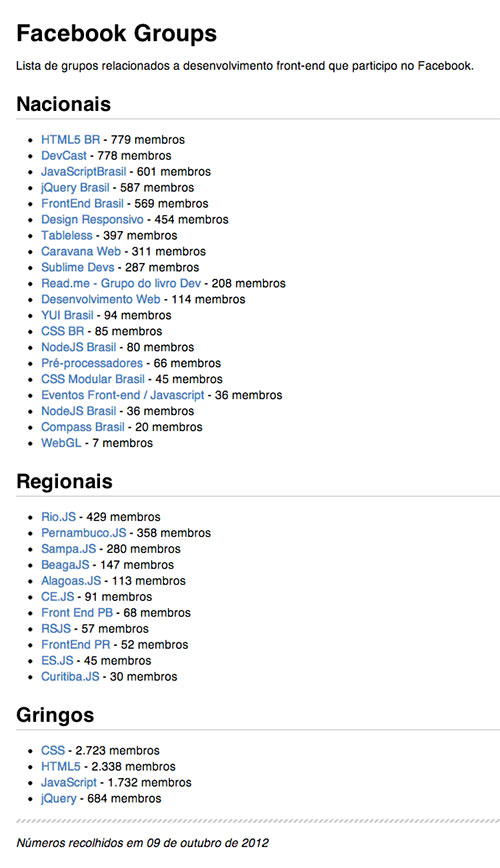 Facebook Groups
Lista de grupos relacionados a desenvolvimento front-end que participo no Facebook.
Nacionais
• HTML5 BR - 779 membros
• DevCast - 778 membros
• JavaScriptBrasil - 601 membros
• jQuery Brasil - 587 membros
• FrontEnd Brasil - 569 membros
• Design Responsivo - 454 membros
• Tableless - 397 membros
• Caravana Web - 311 membros
• Sublime Devs - 287 membros
• Read.me - Grupo do livro Dev - 208 membros
• Desenvolvimento Web - 114 membros
• YUI Brasil - 94 membros
• CSS BR - 85 membros
• NodeJS Brasil - 80 membros
• Pré-processadores - 66 membros
• CSS Modular Brasil - 45 membros
• Eventos Front-end / Javascript - 36 membros
• NodeJS Brasil - 36 membros
• Compass Brasil - 20 membros
• WebGL - 7 membros
Regionais
• Rio.JS - 429 membros
• Pernambuco.JS - 358 membros
• Sampa.JS - 280 membros
• BeagaJS - 147 membros
• Alagoas.JS - 113 membros
• CE.JS - 91 membros
• Front End PB - 68 membros
• RSJS - 57 membros
• FrontEnd PR - 52 membros
• ES.JS - 45 membros
• Curitiba.JS - 30 membros
Gringos
• CSS - 2.723 membros
• HTML5 - 2.338 membros
• JavaScript - 1.732 membros
• jQuery - 684 membros
Números recolhidos em 09 de outubro de 2012